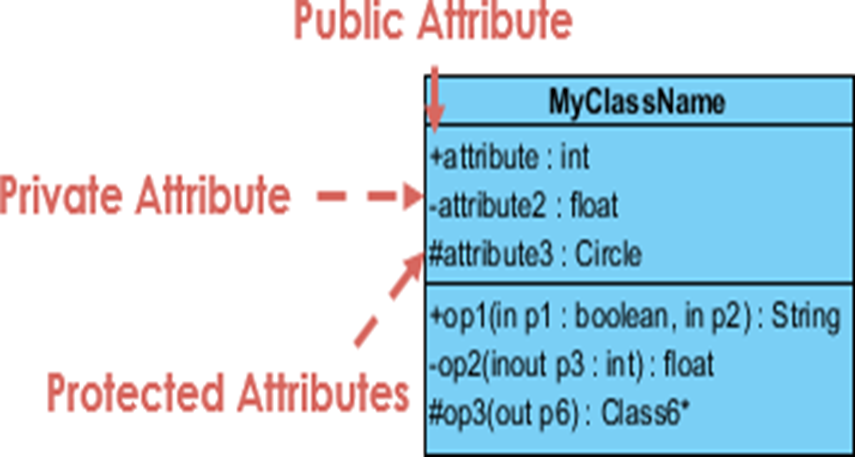 Public Attribute
MyClassName
+attribute : int
Private Attribute
-attribute2 : float
#attribute3 : Circle
+op1(in p1 : boolean, in p2) : String
-op2(inout p3 : int) : float
Protected Attributes
#op3(out p6) : Class6*